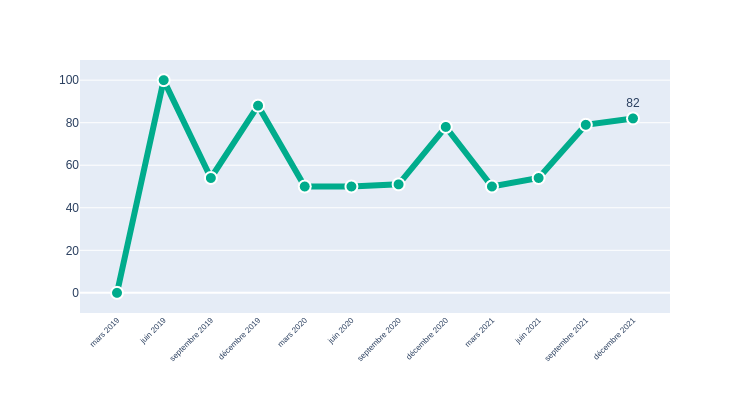 100
80
60
40
20
0
82
mars 2019
juin 2019
septembre 2019
décembre 2019
mars 2020
juin 2020
septembre 2020
décembre 2020
mars 2021
juin 2021
septembre 2021
décembre 2021